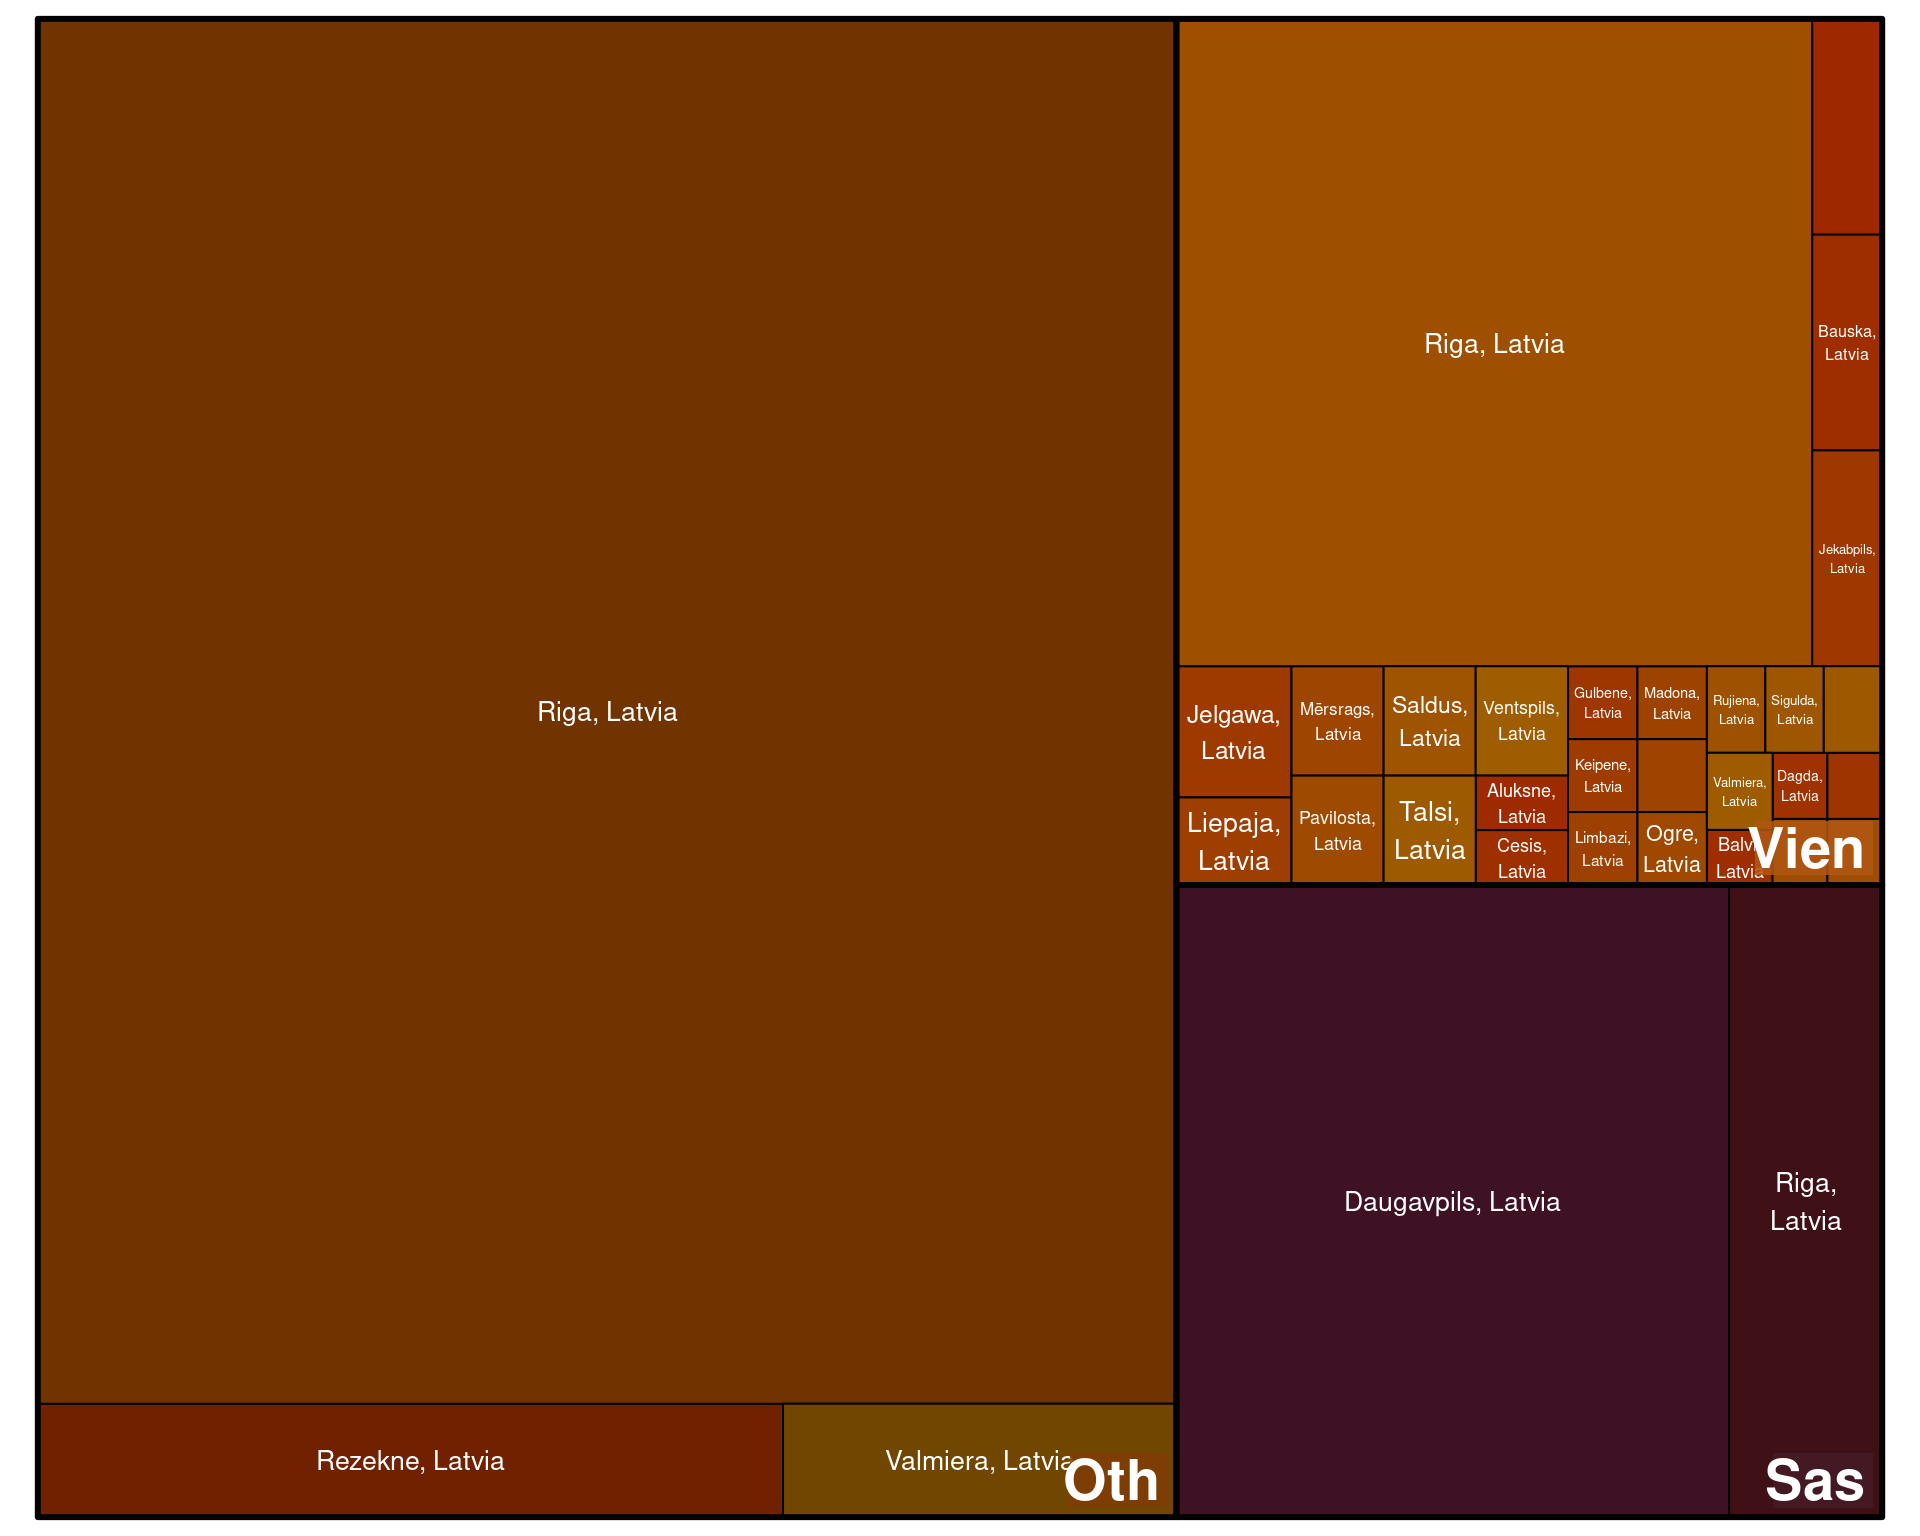 Riga, Latvia
Rezekne, Latvia
Valmiera, Latvia
Oth
Riga, Latvia
Bauska,
Latvia
Jekabpils,
Latvia
Jelgawa,
Latvia
Liepaja,
Latvia
Mērsrags,
Latvia
Pavilosta,
Latvia
Saldus,
Latvia
Talsi,
Latvia
Ventspils,
Latvia
Aluksne,
Latvia
Cesis,
Latvia
Gulbene,
Latvia
Keipene,
Latvia
Limbazi,
Latvia
Madona,
Latvia
Ogre,
Latvia
Rujiena,
Latvia
Sigulda,
Latvia
Valmiera,
Latvia
Dagda,
Latvia
Latvia
Vien
Daugavpils, Latvia
Riga,
Latvia
Sas